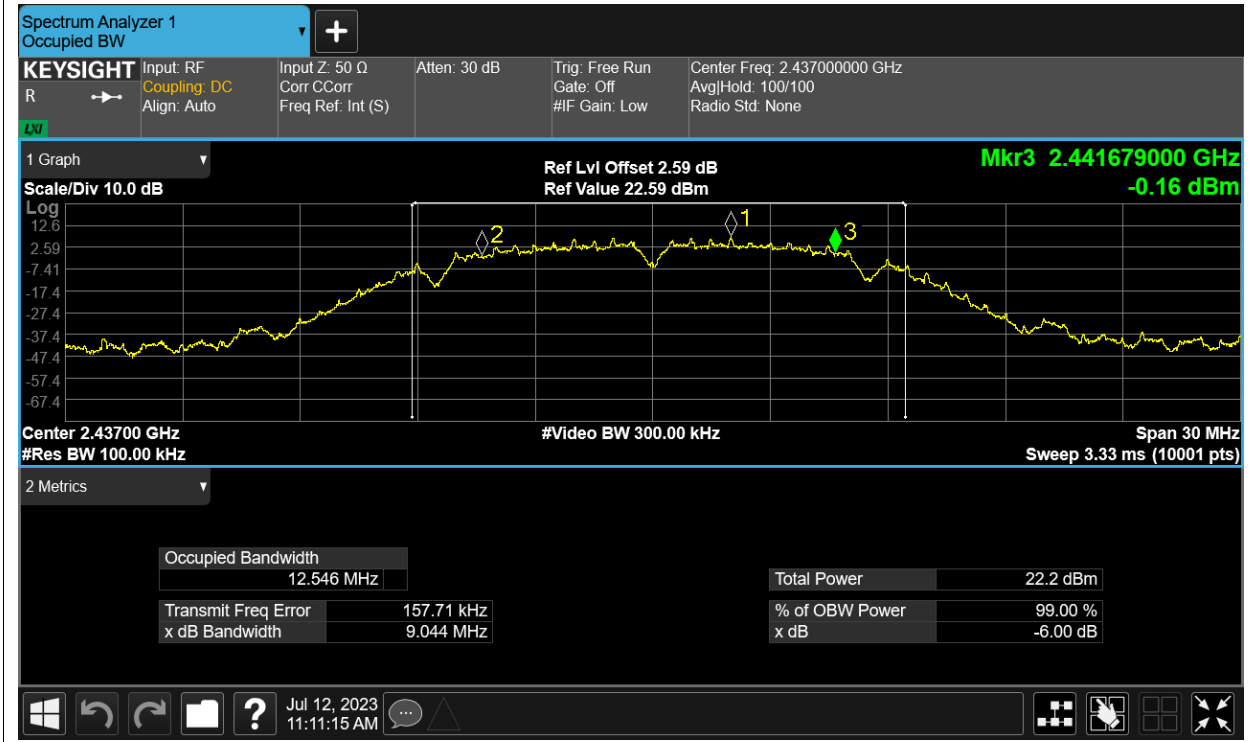 Spectrum Analyzer 1
Occupied BW
KEYSIGHT
R
LXI
Input: RF
Coupling: DC
Align: Auto
Input Z: 50 Ω
Corr CCorr
Freq Ref: Int (S)
Atten: 30 dB
Trig: Free Run
Gate: Off
#IF Gain: Low
Center Freq: 2.437000000 GHz
Avg|Hold: 100/100
Radio Std: None
1 Graph
Scale/Div 10.0 dB
Ref Lvl Offset 2.59 dB
Ref Value 22.59 dBm
Mkr3 2.441679000 GHz
-0.16 dBm
Log
12.6
2.59
-7.41
-17.4
-27.4
-37.4
-47.4
-57.4
-67.4
2
1
3
Center 2.43700 GHz
#Video BW 300.00 kHz
Span 30 MHz
#Res BW 100.00 kHz
Sweep 3.33 ms (10001 pts)
2 Metrics
Occupied Bandwidth
12.546 MHz
Total Power 22.2 dBm
Transmit Freq Error 157.71 kHz
% of OBW Power 99.00 %
x dB Bandwidth 9.044 MHz
x dB -6.00 dB
?
Jul 12, 2023
11:11:15 AM